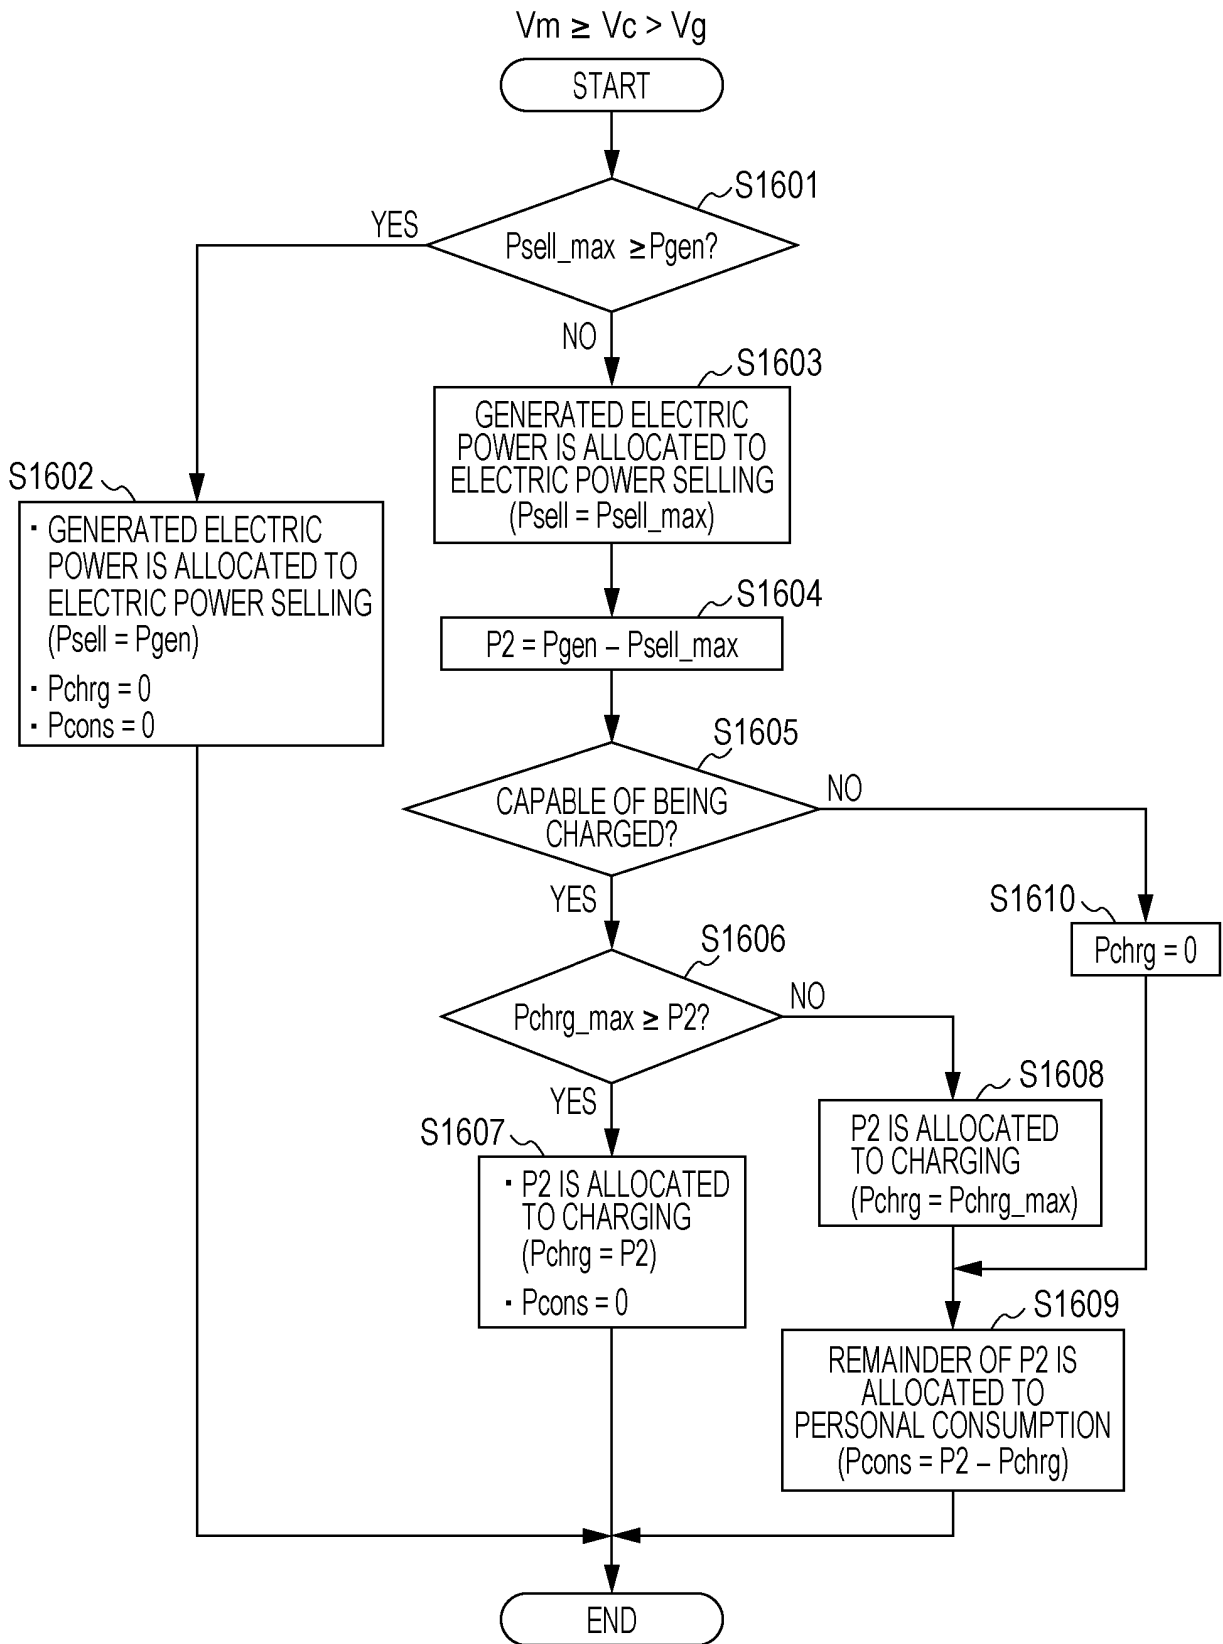 Vm ≥ Vc > Vg
START
S1601
YES
Psell_max ≥Pgen?
NO
S1603
GENERATED ELECTRIC
POWER IS ALLOCATED TO
ELECTRIC POWER SELLING
(Psell = Psell_max)
S1602
· GENERATED ELECTRIC
POWER IS ALLOCATED TO
ELECTRIC POWER SELLING
(Psell = Pgen)
· Pchrg = 0
· Pcons = 0
S1604
P2 = Pgen – Psell_max
S1605
NO
CAPABLE OF BEING
CHARGED?
YES
S1610
Pchrg = 0
S1606
NO
Pchrg_max ≥ P2?
YES
S1608
P2 IS ALLOCATED
TO CHARGING
(Pchrg = Pchrg_max)
S1607
· P2 IS ALLOCATED
TO CHARGING
(Pchrg = P2)
· Pcons = 0
S1609
REMAINDER OF P2 IS
ALLOCATED TO
PERSONAL CONSUMPTION
(Pcons = P2 – Pchrg)
END